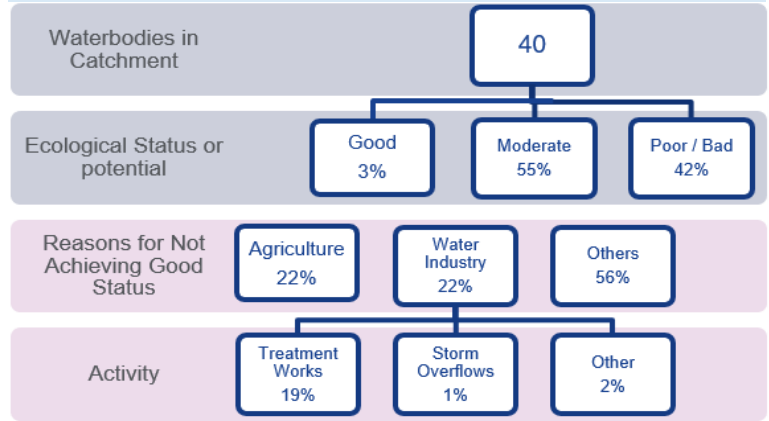 Waterbodies in
Catchment
40
Ecological Status or
potential
Good
3%
Moderate
55%
Poor / Bad
42%
Reasons for Not
Achieving Good
Status
Agriculture
22%
Water
Industry
22%
Others
56%
Activity
Treatment
Works
19%
Storm
Overflows
1%
Other
2%